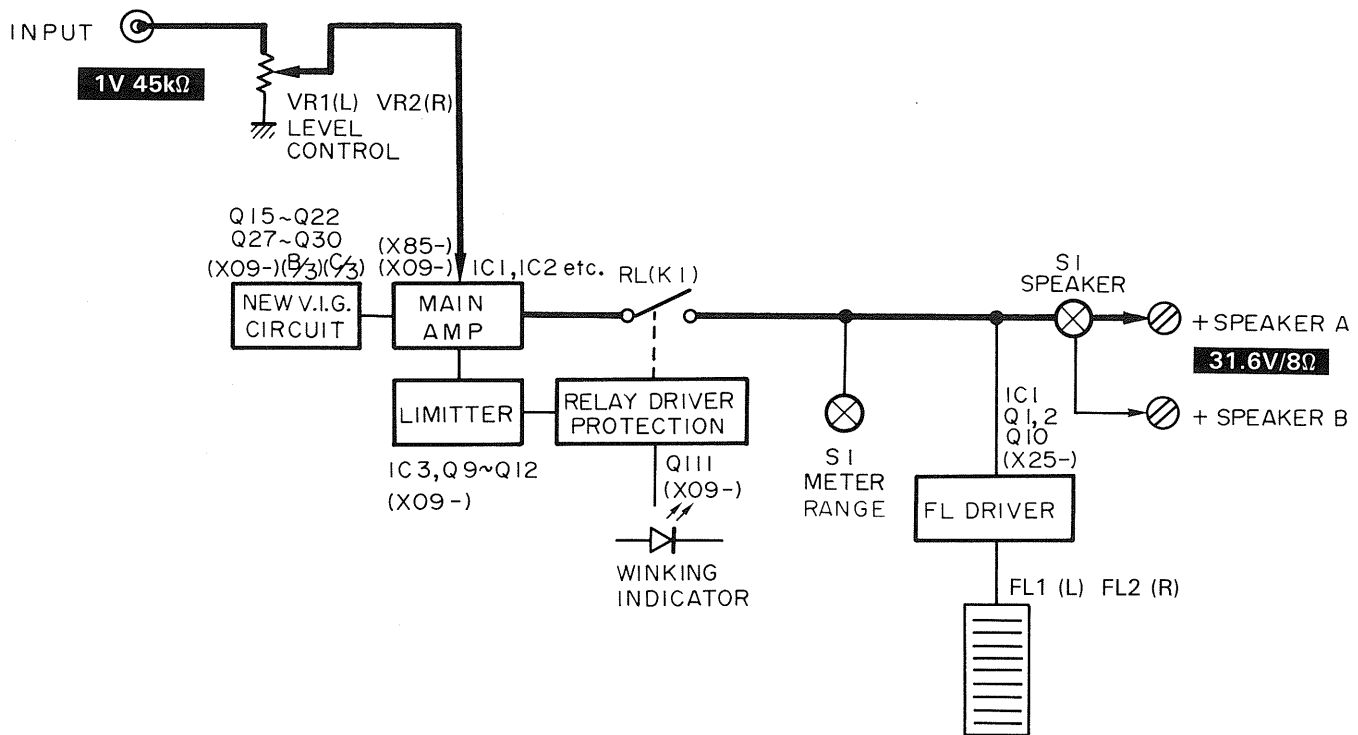 INPUT
1V 45kΩ
VR1(L) VR2(R)
LEVEL
CONTROL
Q15~Q22
Q27~Q30
(X09-)(B/3)(C/3)
(X85-)
(X09-)
IC1, IC2 etc.
RL(K1)
NEW V.I.G.
CIRCUIT
MAIN
AMP
S1
SPEAKER
+ SPEAKER A
31.6V/8Ω
+ SPEAKER B
LIMITTER
RELAY DRIVER
PROTECTION
IC3, Q9~Q12
(X09-)
Q111
(X09-)
WINKING
INDICATOR
S1
METER
RANGE
IC1
Q1, 2
Q10
(X25-)
FL DRIVER
FL1 (L) FL2 (R)